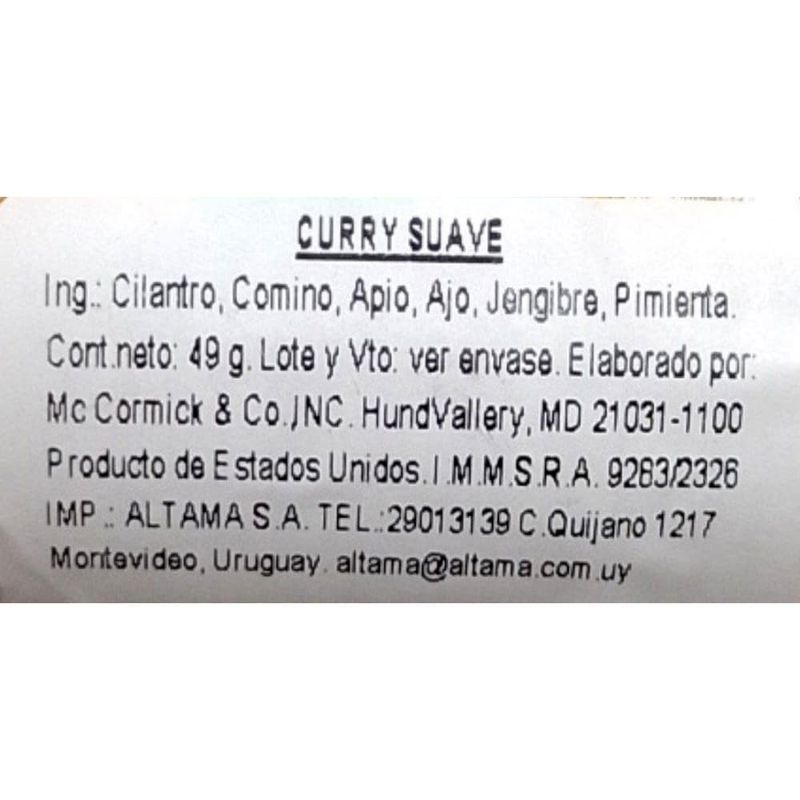 CURRY SUAVE
Ing.: Cilantro, Comino, Apio, Ajo, Jengibre, Pimienta.
Cont.neto: 49 g. Lote y Vto: ver envase. Elaborado por:
Mc Cormick & Co.,INC. HundVallery, MD 21031-1100
Producto de Estados Unidos.I.M.M.S.R.A. 9263/2326
IMP.: ALTAMA S.A. TEL.:29013139 C.Quijano 1217
Montevideo, Uruguay. altama@altama.com.uy